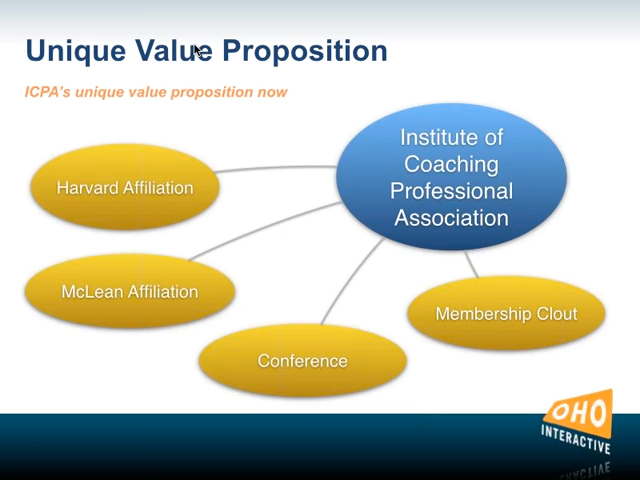 Unique Value Proposition
ICPA's unique value proposition now
Institute of
Coaching
Professional
Association
Harvard Affiliation
McLean Affiliation
Membership Clout
Conference
OHO
INTERACTIVE